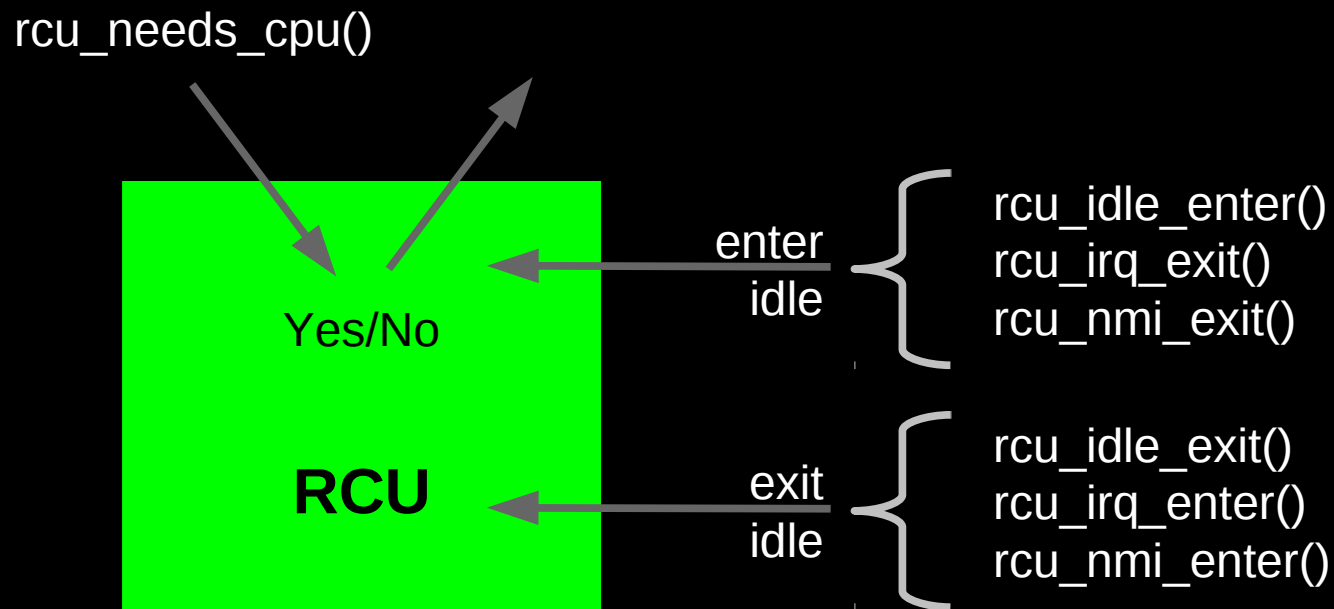 rcu_needs_cpu()
Yes/No
RCU
enter
idle
rcu_idle_enter()
rcu_irq_exit()
rcu_nmi_exit()
exit
idle
rcu_idle_exit()
rcu_irq_enter()
rcu_nmi_enter()